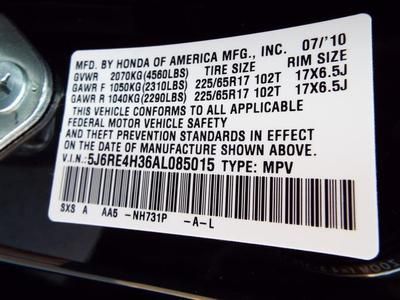 MFD. BY HONDA OF AMERICA MFG., INC. 07/'10
GVWR 2070KG(4560LBS) TIRE SIZE RIM SIZE
GAWR F 1050KG(2310LBS) 225/65R17 102T 17X6.5J
GAWR R 1040KG(2290LBS) 225/65R17 102T 17X6.5J
THIS VEHICLE CONFORMS TO ALL APPLICABLE
FEDERAL MOTOR VEHICLE SAFETY
STANDARDS IN EFFECT ON THE DATE OF
MANUFACTURE SHOWN ABOVE.
V.I.N:5J6RE4H36AL085015 TYPE: MPV
SXS A AA5 -NH731P -A-L